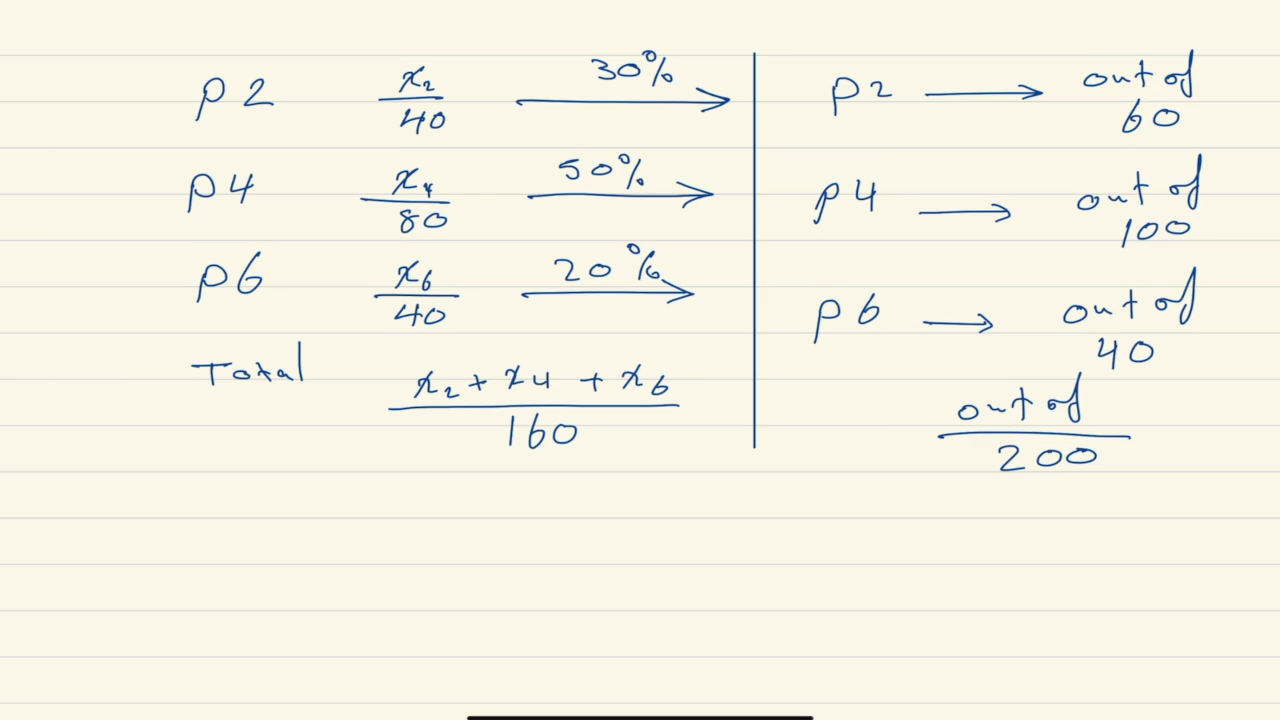 P2 x₂/40 30% P2 → out of 60
P4 x₄/80 50% P4 → out of 100
P6 x₆/40 20% P6 → out of 40
Total x₂ + x4 + x₆/160 out of/200